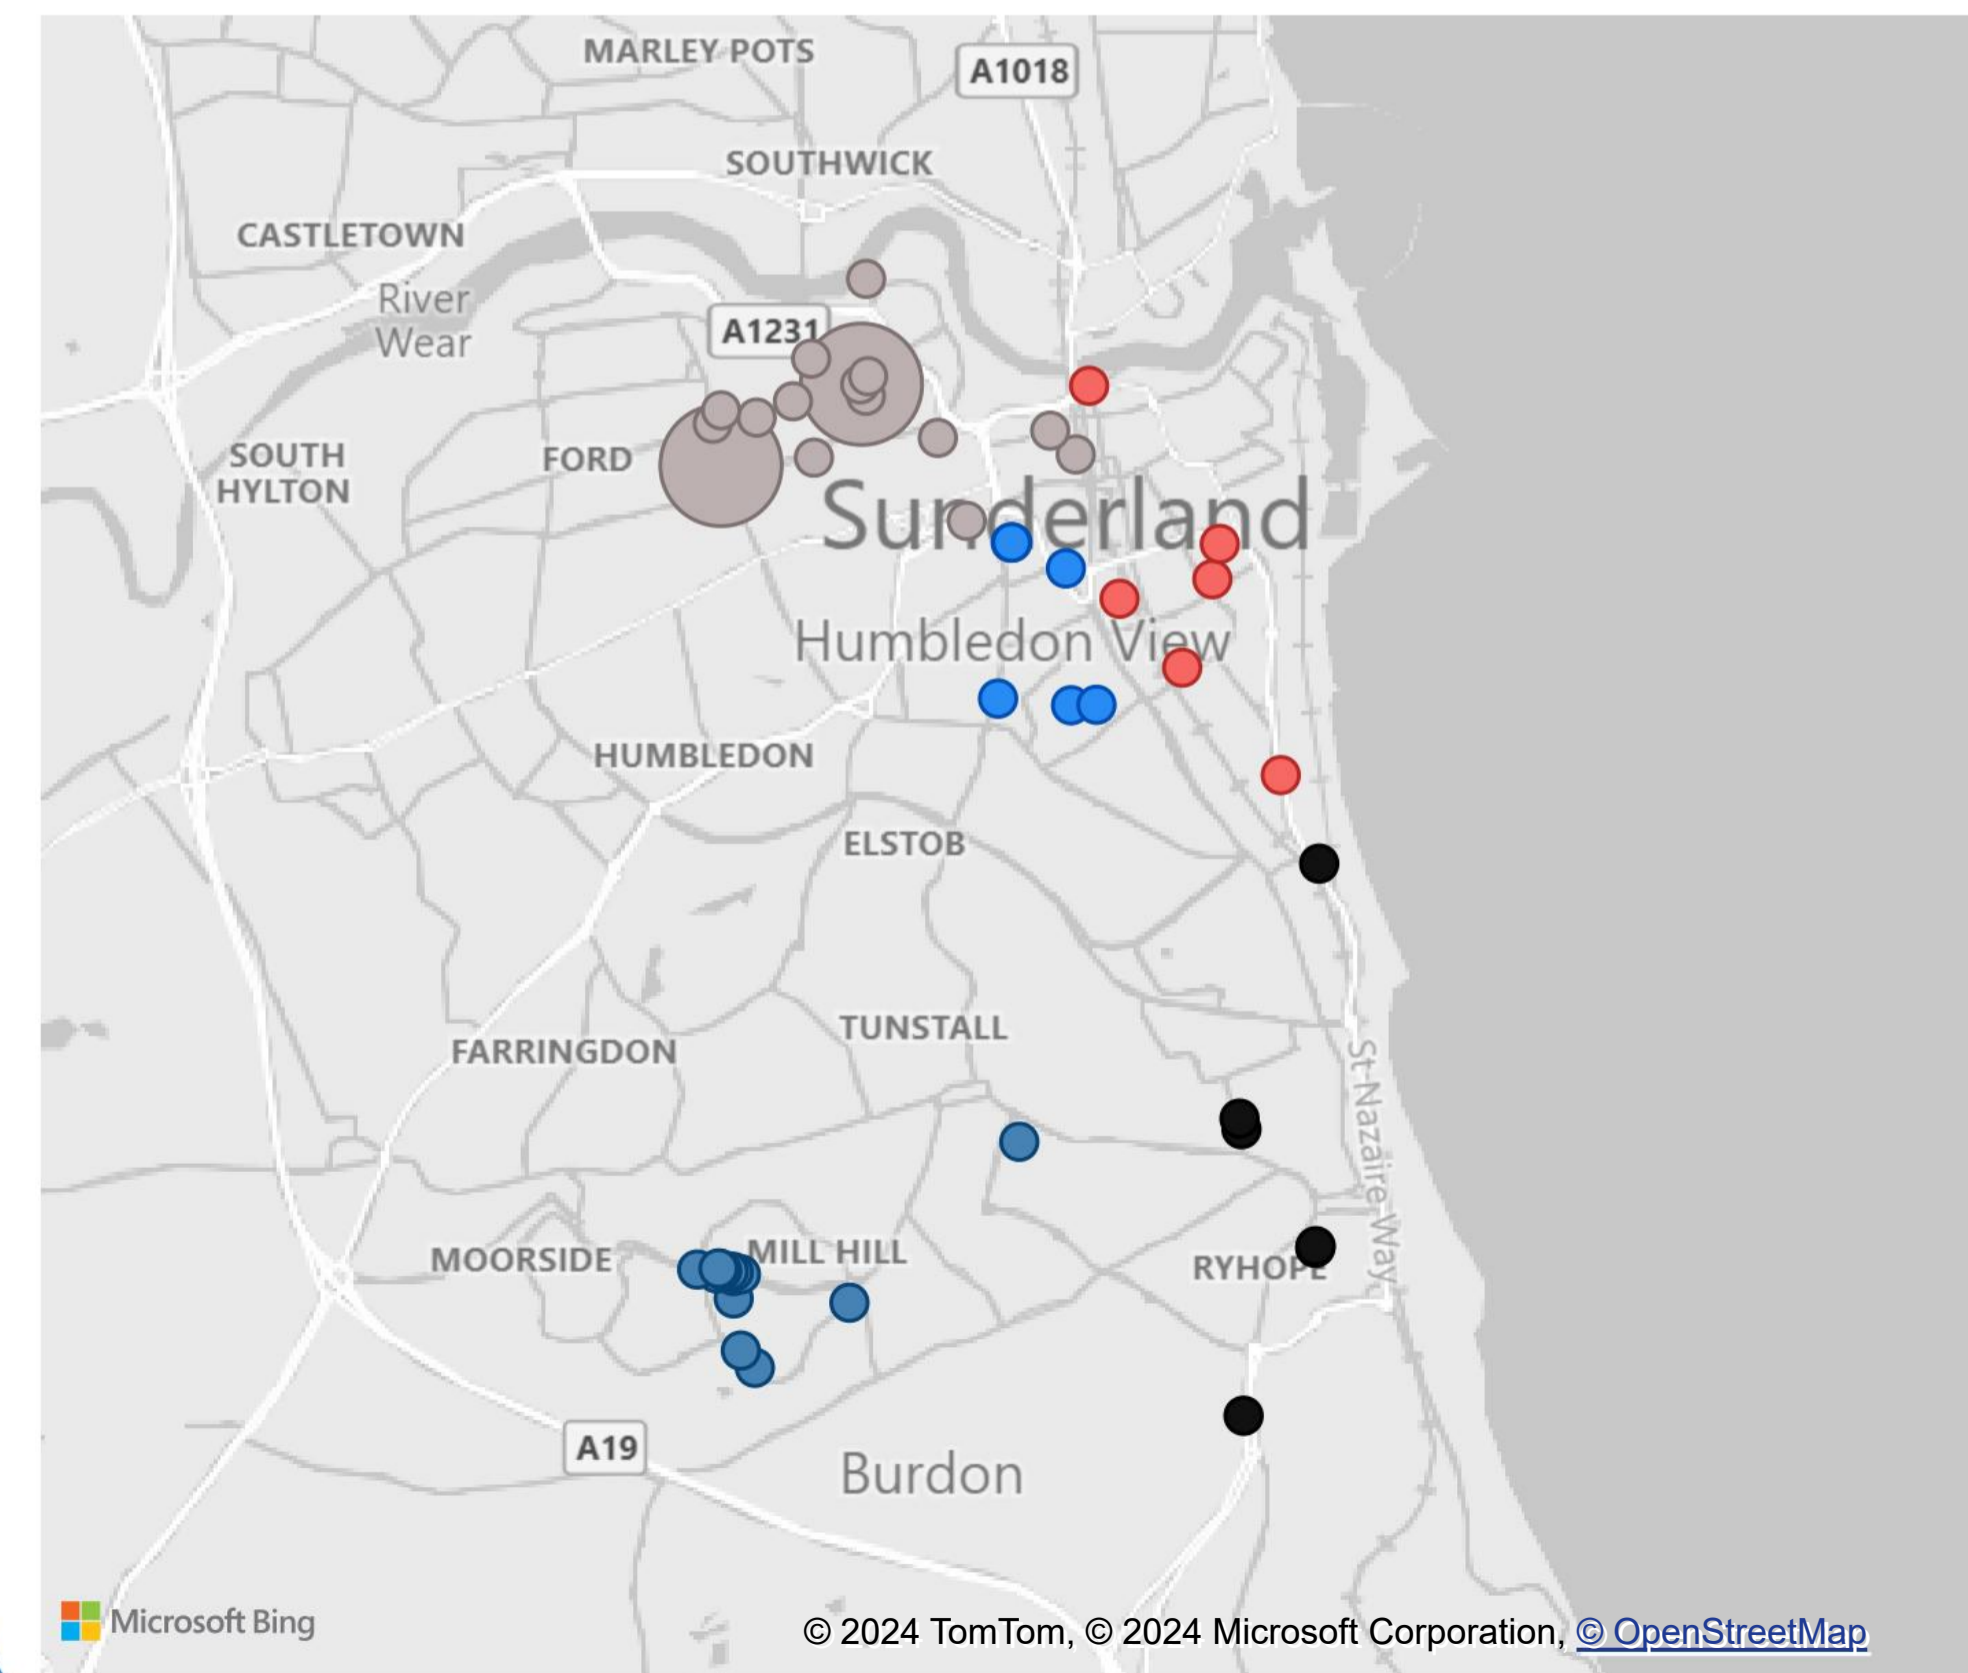 MARLEY POTS
A1018
SOUTHWICK
CASTLETOWN
River
Wear
A1231
SOUTH
HYLTON
FORD
Sunderland
Humbledon View
HUMBLEDON
ELSTOB
TUNSTALL
FARRINGDON
St Nazaire Way
MOORSIDE
MILL HILL
RYHOPE
A19
Burdon
Microsoft Bing
© 2024 TomTom, © 2024 Microsoft Corporation, © OpenStreetMap